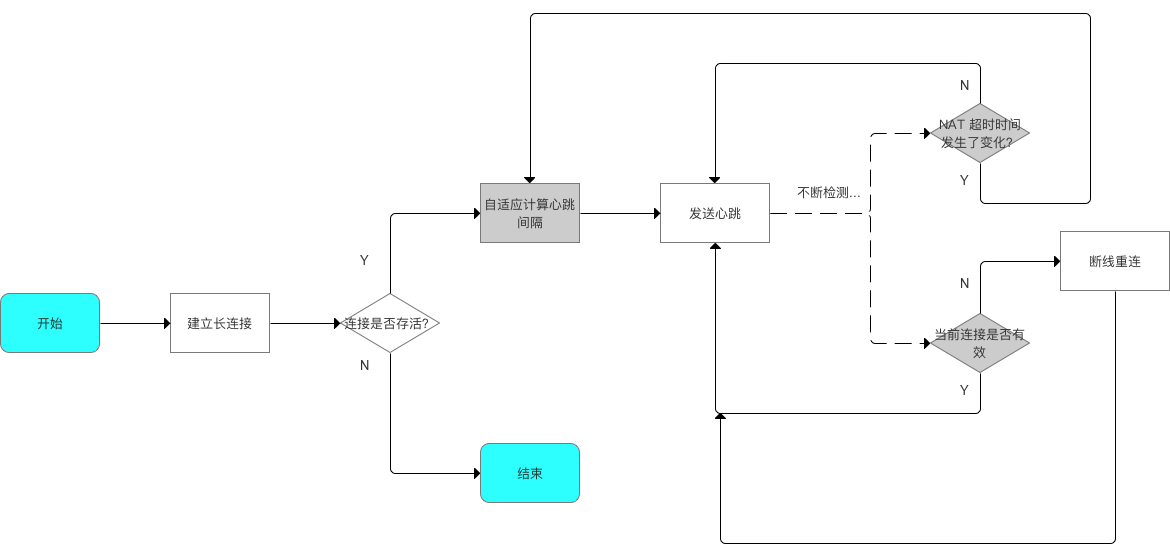 开始
建立长连接
连接是否存活?
Y
N
自适应计算心跳
间隔
结束
发送心跳
不断检测...
N
NAT 超时时间
发生了变化?
Y
N
当前连接是否有
效
Y
断线重连